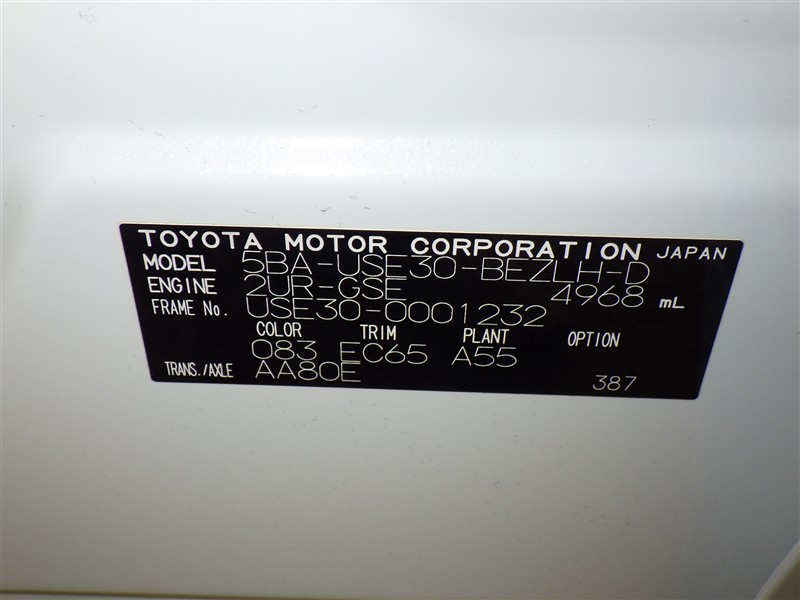 TOYOTA MOTOR CORPORATION JAPAN
MODEL 5BA-USE30-BEZLH-D
ENGINE 2UR-GSE 4968 mL
FRAME No. USE30-0001232
COLOR TRIM PLANT OPTION
083 EC65 A55
TRANS./AXLE AA80E 387